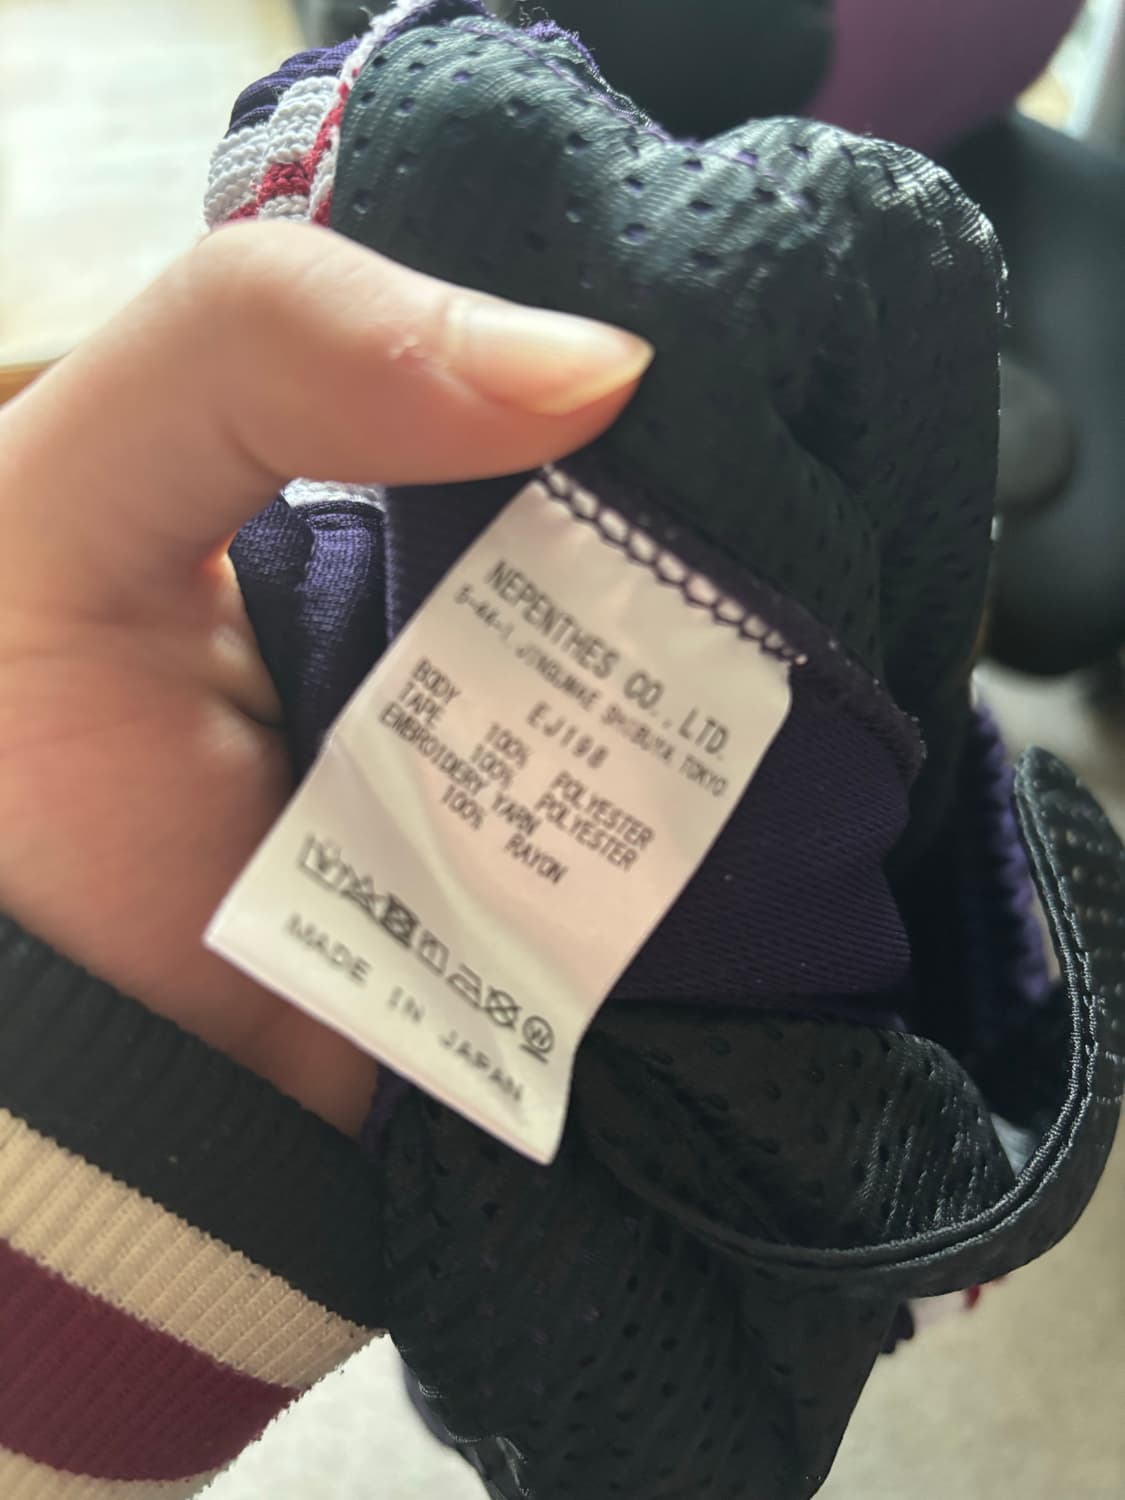 NEPENTHES CO., LTD.
5-44-1, JINGUMAE SHIBUYA TOKYO
EJ198
BODY 100% POLYESTER
TAPE 100% POLYESTER
EMBROIDERY YARN
100% RAYON
W
MADE IN JAPAN